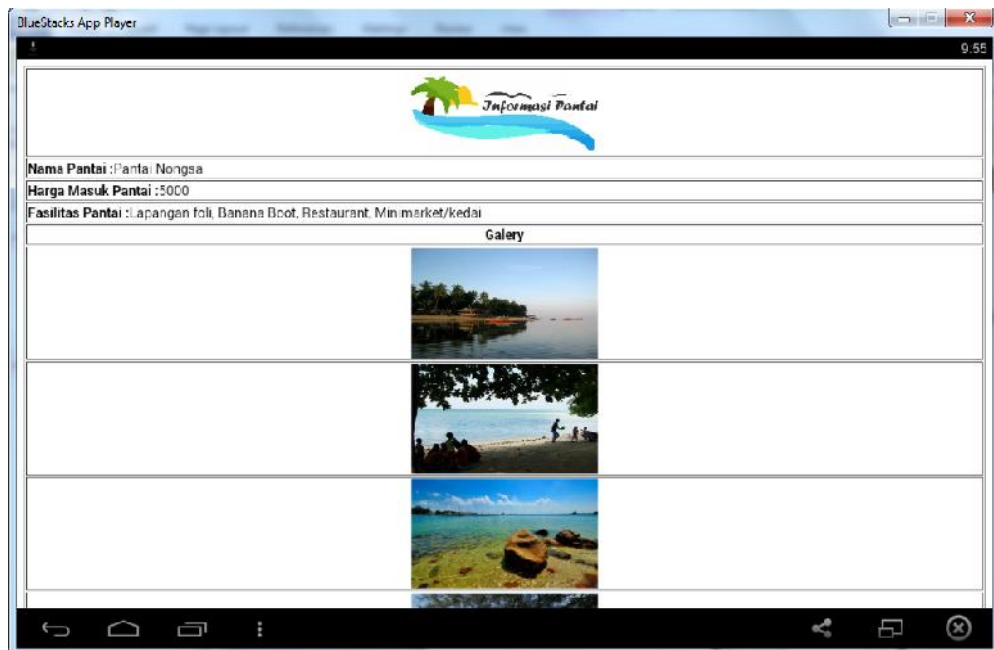 BlueStacks App Player
9:55
Informasi Pantai
Nama Pantai :Pantai Nongsa
Harga Masuk Pantai :5000
Fasilitas Pantai :Lapangan foli, Banana Boot, Restaurant, Minimarket/kedai
Galery